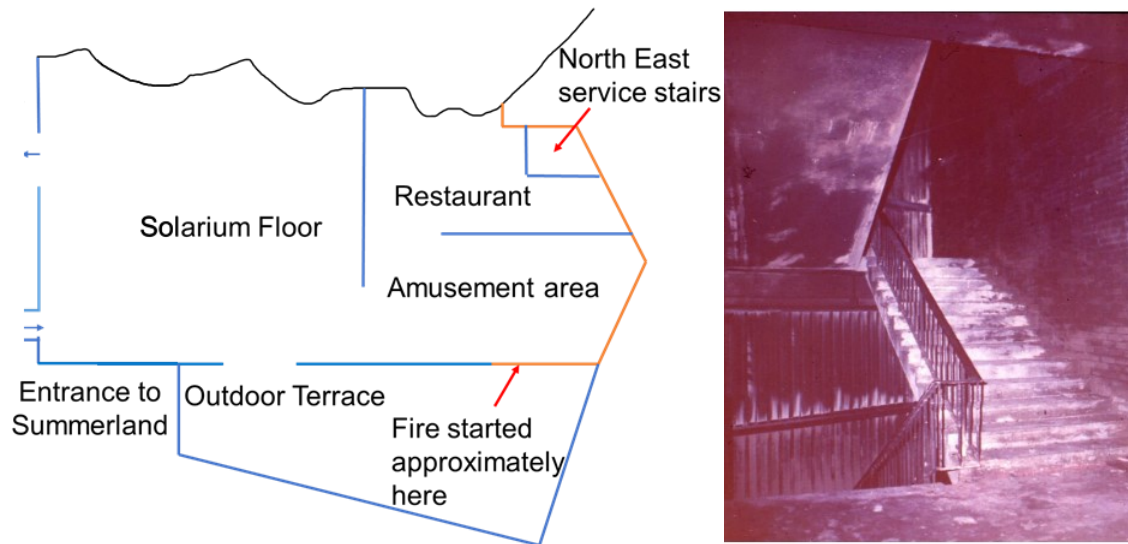 North East
service stairs
Restaurant
Solarium Floor
Amusement area
Entrance to
Summerland
Outdoor Terrace
Fire started
approximately
here